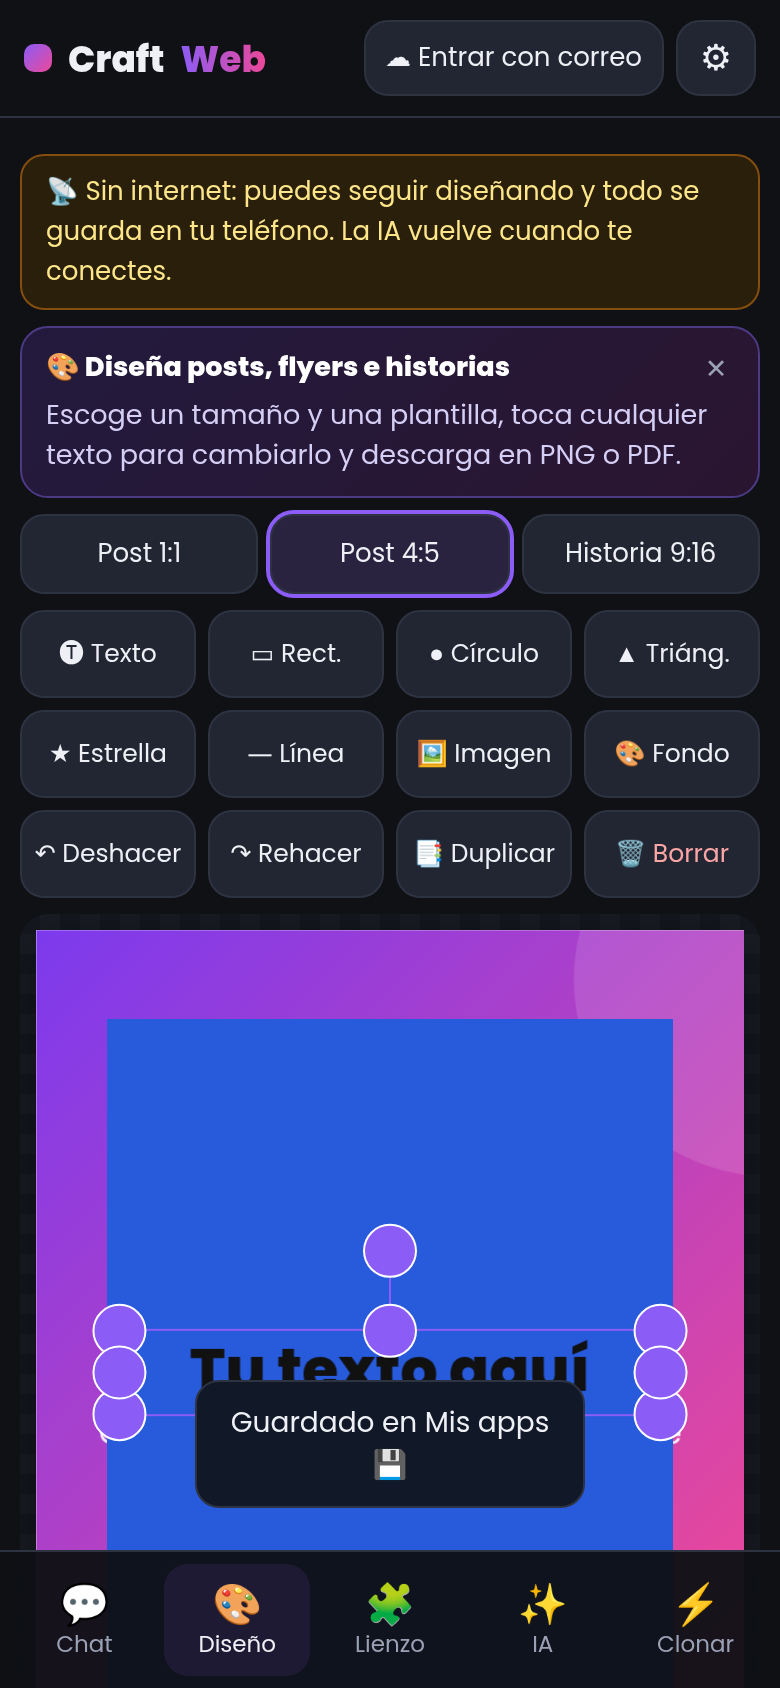 Craft Web
☁ Entrar con correo
⚙
📡 Sin internet: puedes seguir diseñando y todo se
guarda en tu teléfono. La IA vuelve cuando te
conectes.
🎨 Diseña posts, flyers e historias
✕
Escoge un tamaño y una plantilla, toca cualquier
texto para cambiarlo y descarga en PNG o PDF.
Post 1:1
Post 4:5
Historia 9:16
🅣 Texto
▭ Rect.
● Círculo
▲ Triáng.
★ Estrella
— Línea
🖼️ Imagen
🎨 Fondo
↶ Deshacer
↷ Rehacer
📑 Duplicar
🗑️ Borrar
Tu texto aquí
Guardado en Mis apps
💾
💬 Chat
🎨 Diseño
🧩 Lienzo
✨ IA
⚡ Clonar